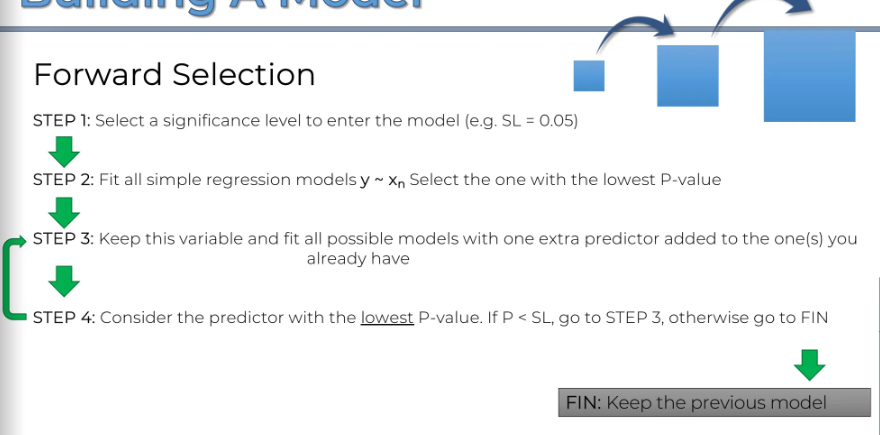 Building A Model
Forward Selection
STEP 1: Select a significance level to enter the model (e.g. SL = 0.05)
STEP 2: Fit all simple regression models y ~ xn Select the one with the lowest P-value
STEP 3: Keep this variable and fit all possible models with one extra predictor added to the one(s) you
already have
STEP 4: Consider the predictor with the lowest P-value. If P < SL, go to STEP 3, otherwise go to FIN
FIN: Keep the previous model